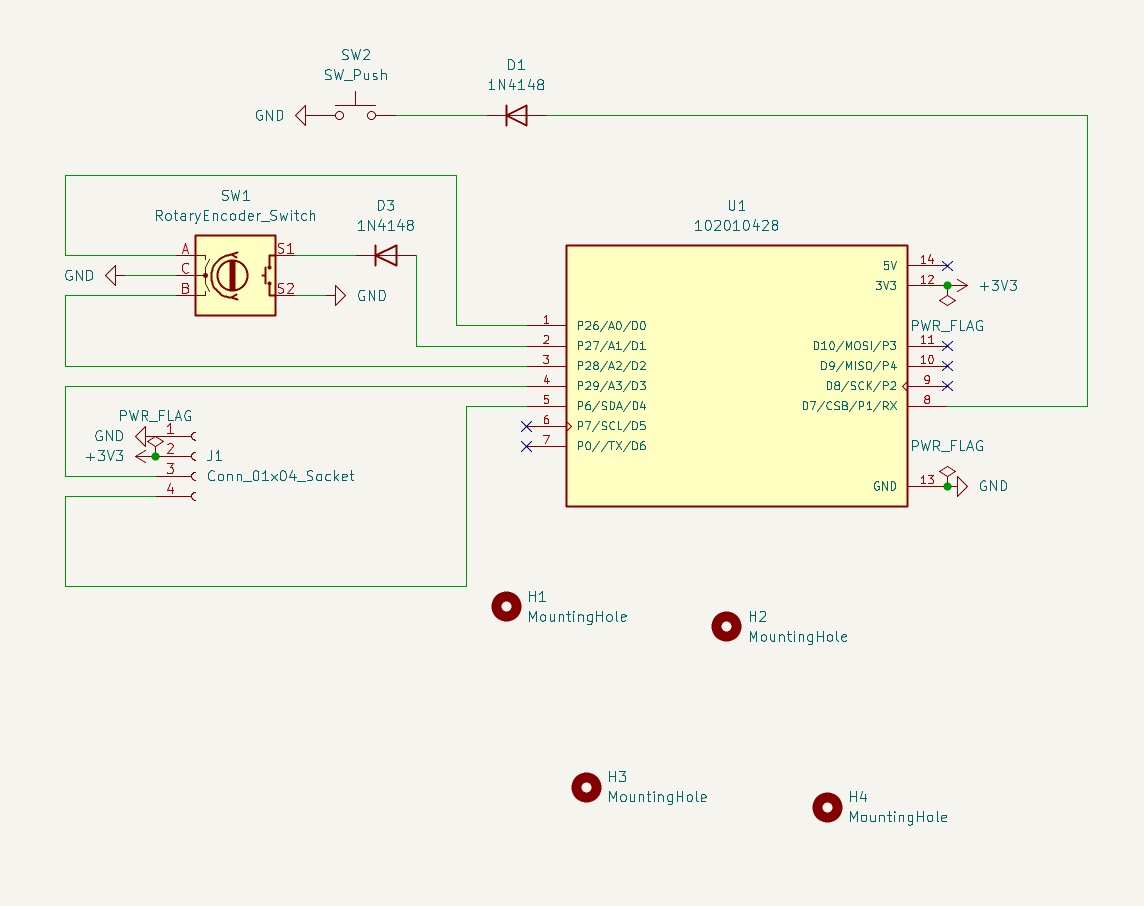 SW2
SW_Push
GND
D1
1N4148
SW1
RotaryEncoder_Switch
D3
1N4148
A
C
B
S1
S2
GND
GND
U1
102010428
1
2
3
4
5
6
7
P26/A0/D0
P27/A1/D1
P28/A2/D2
P29/A3/D3
P6/SDA/D4
P7/SCL/D5
P0//TX/D6
5V
3V3
D10/MOSI/P3
D9/MISO/P4
D8/SCK/P2
D7/CSB/P1/RX
GND
14
12
11
10
9
8
13
+3V3
PWR_FLAG
PWR_FLAG
GND
PWR_FLAG
GND
+3V3
1
2
3
4
J1
Conn_01x04_Socket
H1
MountingHole
H2
MountingHole
H3
MountingHole
H4
MountingHole